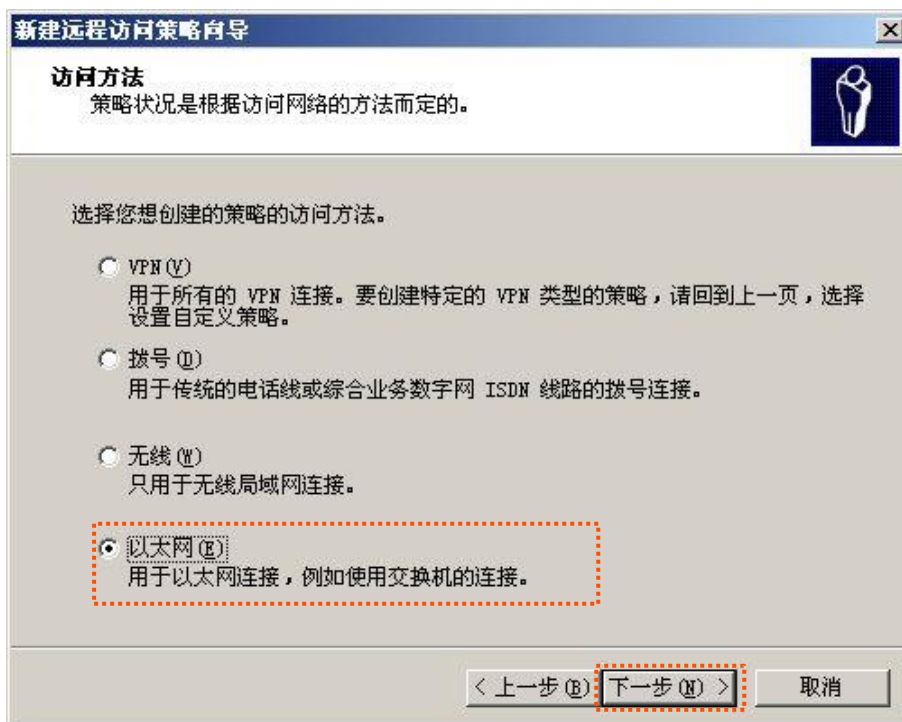 新建远程访问策略向导
访问方法
策略状况是根据访问网络的方法而定的。
选择您想创建的策略的访问方法。
VPN(V)
用于所有的 VPN 连接。要创建特定的 VPN 类型的策略，请回到上一页，选择
设置自定义策略。
拨号(D)
用于传统的电话线或综合业务数字网 ISDN 线路的拨号连接。
无线(W)
只用于无线局域网连接。
以太网(E)
用于以太网连接，例如使用交换机的连接。
< 上一步(B) 下一步(N) > 取消